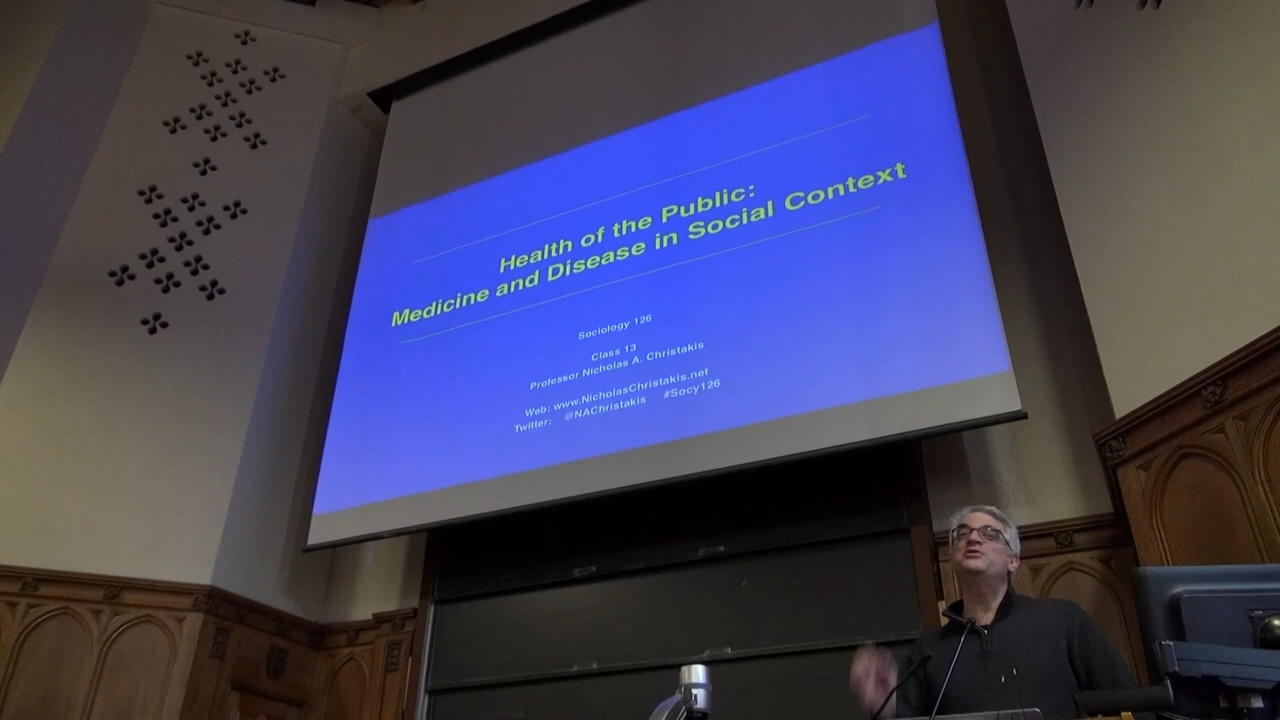 Health of the Public:
Medicine and Disease in Social Context
Sociology 126
Class 13
Professor Nicholas A. Christakis
Web: www.NicholasChristakis.net
Twitter: @NAChristakis #Socy126